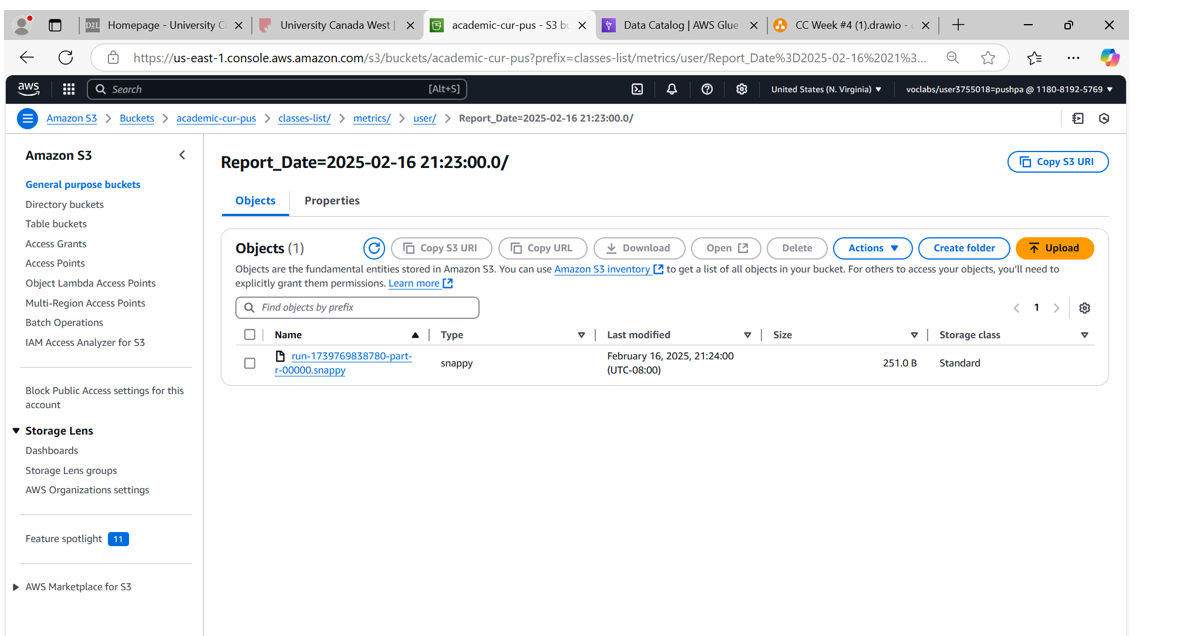 Homepage - University C
University Canada West |
academic-cur-pus - S3 bu
Data Catalog | AWS Glue
CC Week #4 (1).drawio -
https://us-east-1.console.aws.amazon.com/s3/buckets/academic-cur-pus?prefix=classes-list/metrics/user/Report_Date%3D2025-02-16%2021%3...
aws
Search
[Alt+S]
United States (N. Virginia) ▼
voclabs/user3755018=pushpa @ 1180-8192-5769 ▼
Amazon S3 > Buckets > academic-cur-pus > classes-list/ > metrics/ > user/ > Report_Date=2025-02-16 21:23:00.0/
Amazon S3
General purpose buckets
Directory buckets
Table buckets
Access Grants
Access Points
Object Lambda Access Points
Multi-Region Access Points
Batch Operations
IAM Access Analyzer for S3
Block Public Access settings for this
account
Storage Lens
Dashboards
Storage Lens groups
AWS Organizations settings
Feature spotlight 11
AWS Marketplace for S3
Report_Date=2025-02-16 21:23:00.0/
Copy S3 URI
Objects
Properties
Objects (1)
Copy S3 URI
Copy URL
Download
Open
Delete
Actions ▼
Create folder
Upload
Objects are the fundamental entities stored in Amazon S3. You can use Amazon S3 inventory to get a list of all objects in your bucket. For others to access your objects, you'll need to
explicitly grant them permissions. Learn more
Find objects by prefix
1
Name
Type
Last modified
Size
Storage class
run-1739769838780-part-
r-00000.snappy
snappy
February 16, 2025, 21:24:00
(UTC-08:00)
251.0 B
Standard